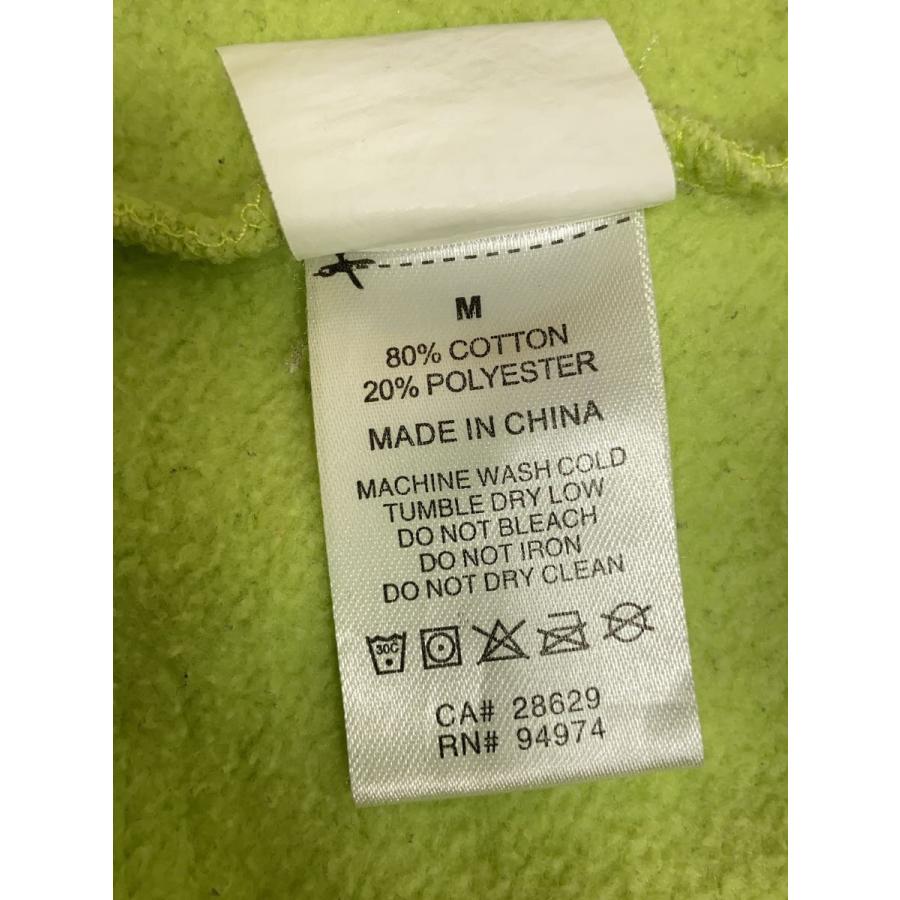 M
80% COTTON
20% POLYESTER
MADE IN CHINA
MACHINE WASH COLD
TUMBLE DRY LOW
DO NOT BLEACH
DO NOT IRON
DO NOT DRY CLEAN
30C
CA# 28629
RN# 94974